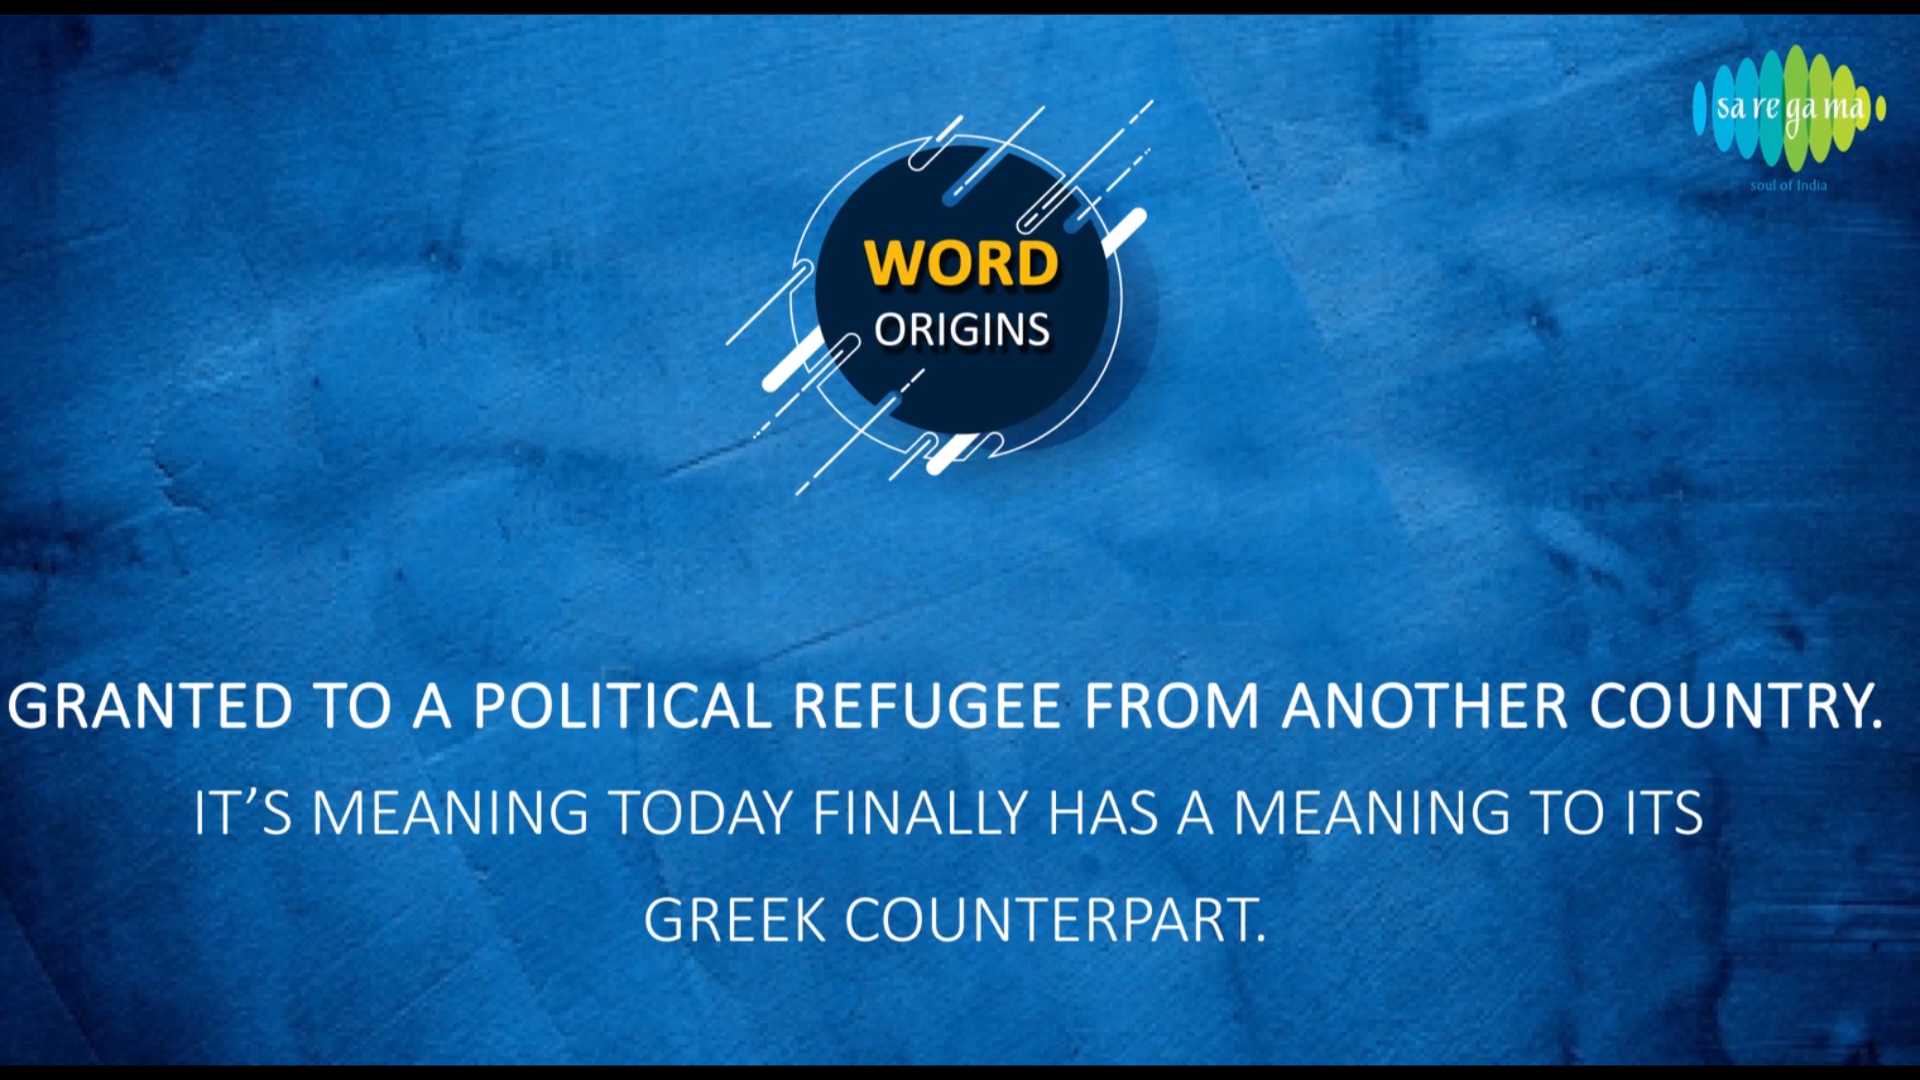 sa re ga ma
soul of India
WORD
ORIGINS
GRANTED TO A POLITICAL REFUGEE FROM ANOTHER COUNTRY.
IT’S MEANING TODAY FINALLY HAS A MEANING TO ITS
GREEK COUNTERPART.